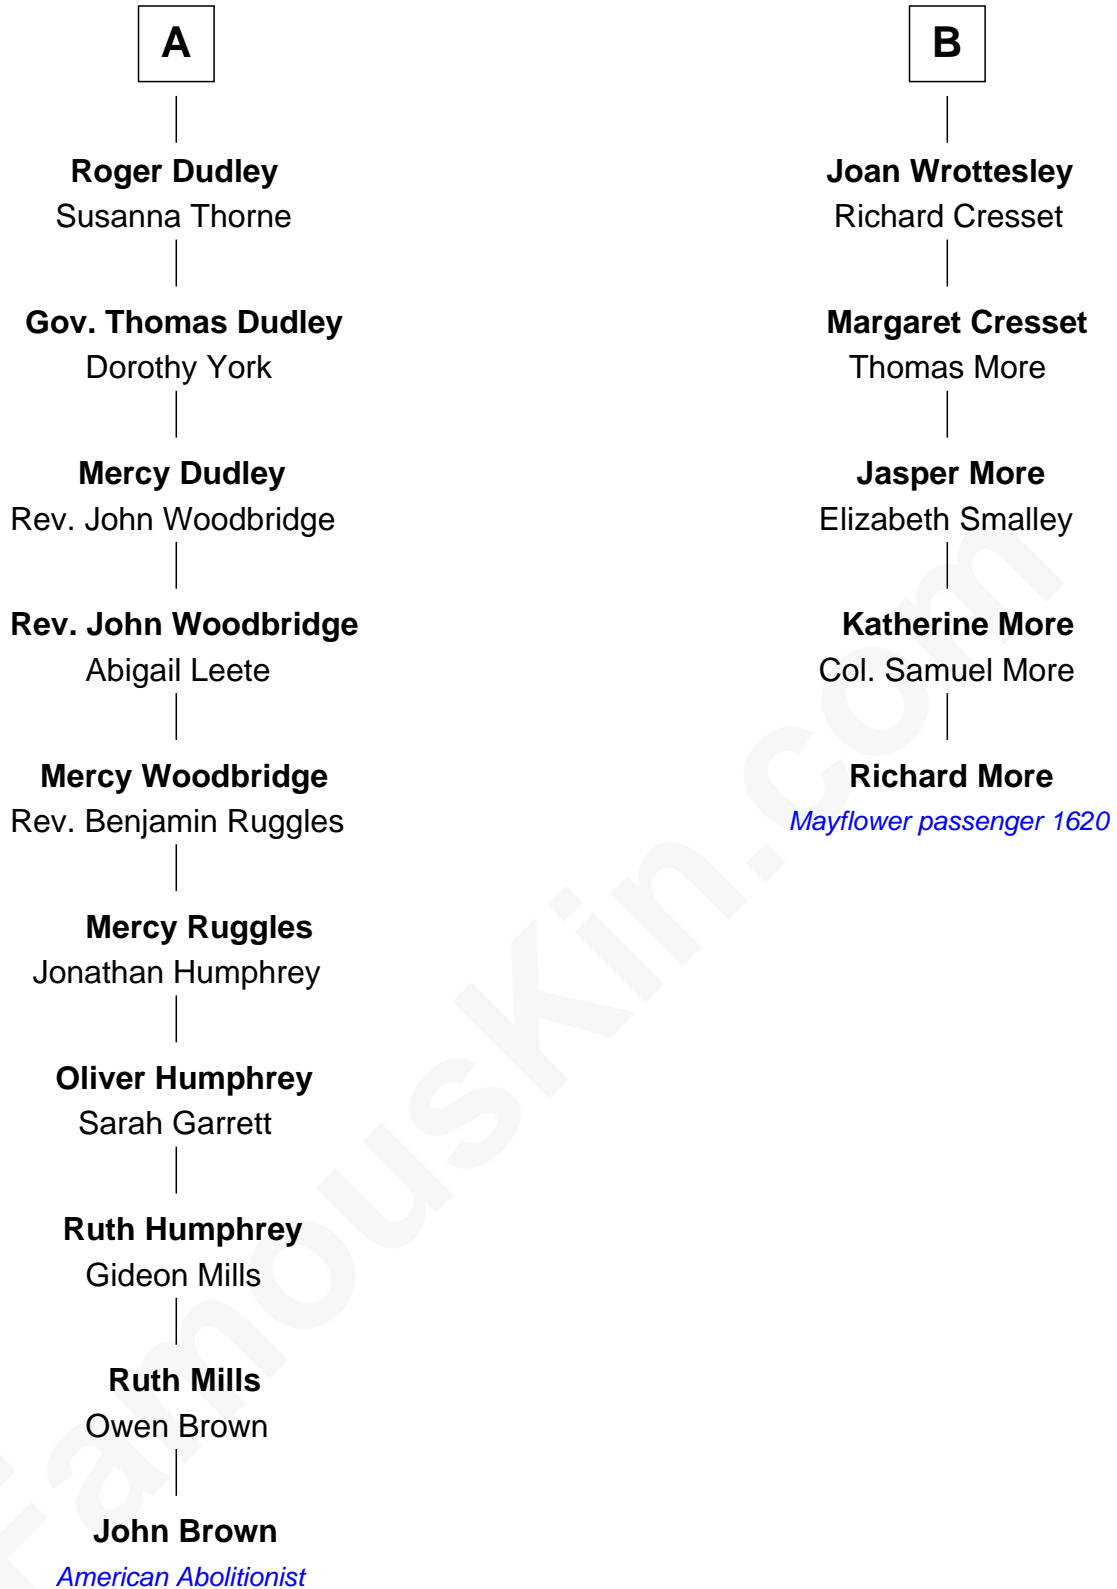 A
Roger Dudley
Susanna Thorne
Gov. Thomas Dudley
Dorothy York
Mercy Dudley
Rev. John Woodbridge
Rev. John Woodbridge
Abigail Leete
Mercy Woodbridge
Rev. Benjamin Ruggles
Mercy Ruggles
Jonathan Humphrey
Oliver Humphrey
Sarah Garrett
Ruth Humphrey
Gideon Mills
Ruth Mills
Owen Brown
John Brown
American Abolitionist
B
Joan Wrottesley
Richard Cresset
Margaret Cresset
Thomas More
Jasper More
Elizabeth Smalley
Katherine More
Col. Samuel More
Richard More
Mayflower passenger 1620
FamousKin.com